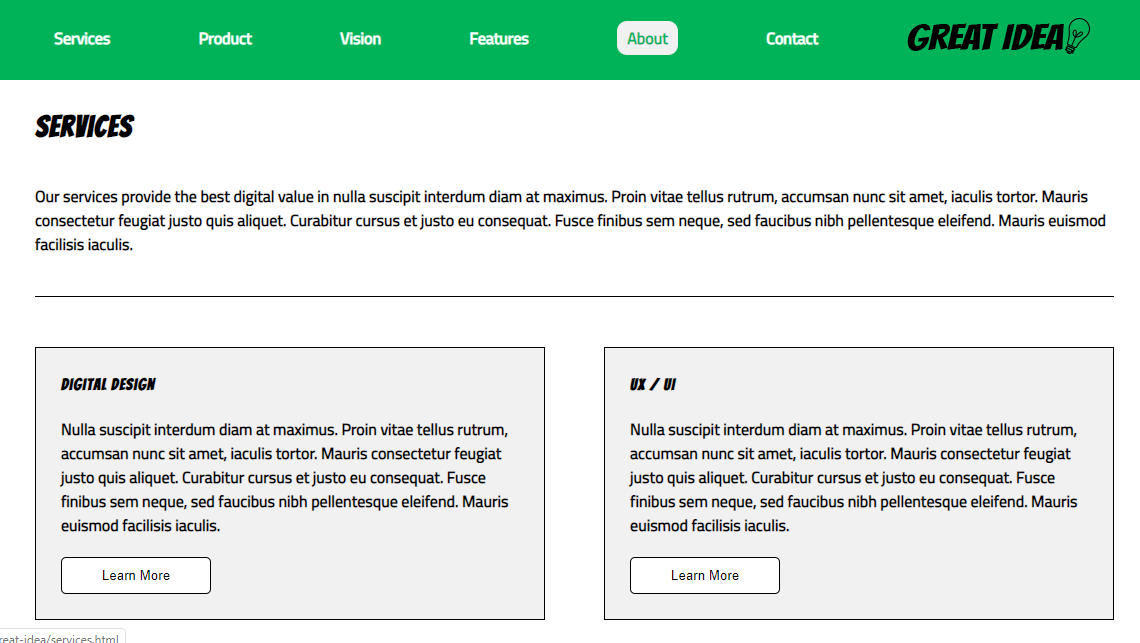 Services Product Vision Features About Contact GREAT IDEA
SERVICES
Our services provide the best digital value in nulla suscipit interdum diam at maximus. Proin vitae tellus rutrum, accumsan nunc sit amet, iaculis tortor. Mauris
consectetur feugiat justo quis aliquet. Curabitur cursus et justo eu consequat. Fusce finibus sem neque, sed faucibus nibh pellentesque eleifend. Mauris euismod
facilisis iaculis.
DIGITAL DESIGN
Nulla suscipit interdum diam at maximus. Proin vitae tellus rutrum,
accumsan nunc sit amet, iaculis tortor. Mauris consectetur feugiat
justo quis aliquet. Curabitur cursus et justo eu consequat. Fusce
finibus sem neque, sed faucibus nibh pellentesque eleifend. Mauris
euismod facilisis iaculis.
Learn More
UX / UI
Nulla suscipit interdum diam at maximus. Proin vitae tellus rutrum,
accumsan nunc sit amet, iaculis tortor. Mauris consectetur feugiat
justo quis aliquet. Curabitur cursus et justo eu consequat. Fusce
finibus sem neque, sed faucibus nibh pellentesque eleifend. Mauris
euismod facilisis iaculis.
Learn More
reat-idea/services.html